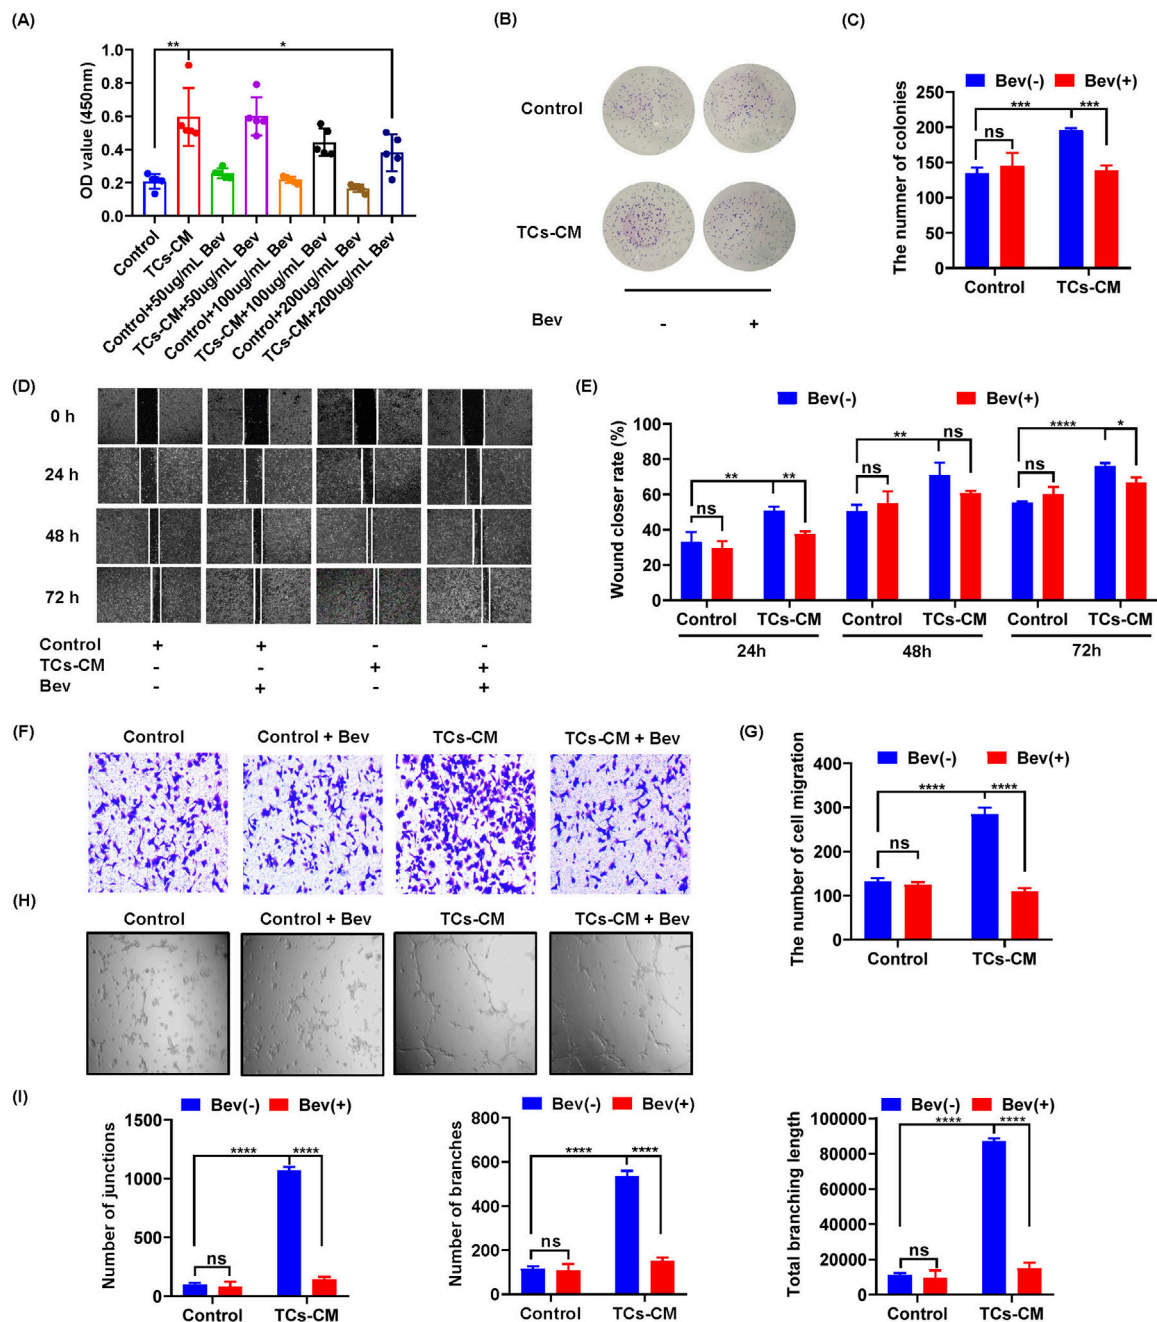 (A)
**
*
OD value (450nm)
1.0
0.8
0.6
0.4
0.2
0.0
Control
TCs-CM
Control+50ug/mL Bev
TCs-CM+50ug/mL Bev
Control+100ug/mL Bev
TCs-CM+100ug/mL Bev
Control+200ug/mL Bev
TCs-CM+200ug/mL Bev
(B)
Control
TCs-CM
Bev - +
(C)
Bev(-) Bev(+)
The numner of colonies
250
200
150
100
50
0
ns
***
***
Control TCs-CM
(D)
0 h
24 h
48 h
72 h
Control + + - -
TCs-CM - - + +
Bev - + - +
(E)
Bev(-) Bev(+)
Wound closer rate (%)
100
80
60
40
20
0
ns ** **
ns ** ns
ns **** *
Control TCs-CM Control TCs-CM Control TCs-CM
24h 48h 72h
(F)
Control Control + Bev TCs-CM TCs-CM + Bev
(G)
Bev(-) Bev(+)
The number of cell migration
400
300
200
100
0
ns
****
****
Control TCs-CM
(H)
Control Control + Bev TCs-CM TCs-CM + Bev
(I)
Bev(-) Bev(+)
Number of junctions
1500
1000
500
0
ns
****
****
Control TCs-CM
Bev(-) Bev(+)
Number of branches
800
600
400
200
0
ns
****
****
Control TCs-CM
Bev(-) Bev(+)
Total branching length
100000
80000
60000
40000
20000
0
ns
****
****
Control TCs-CM